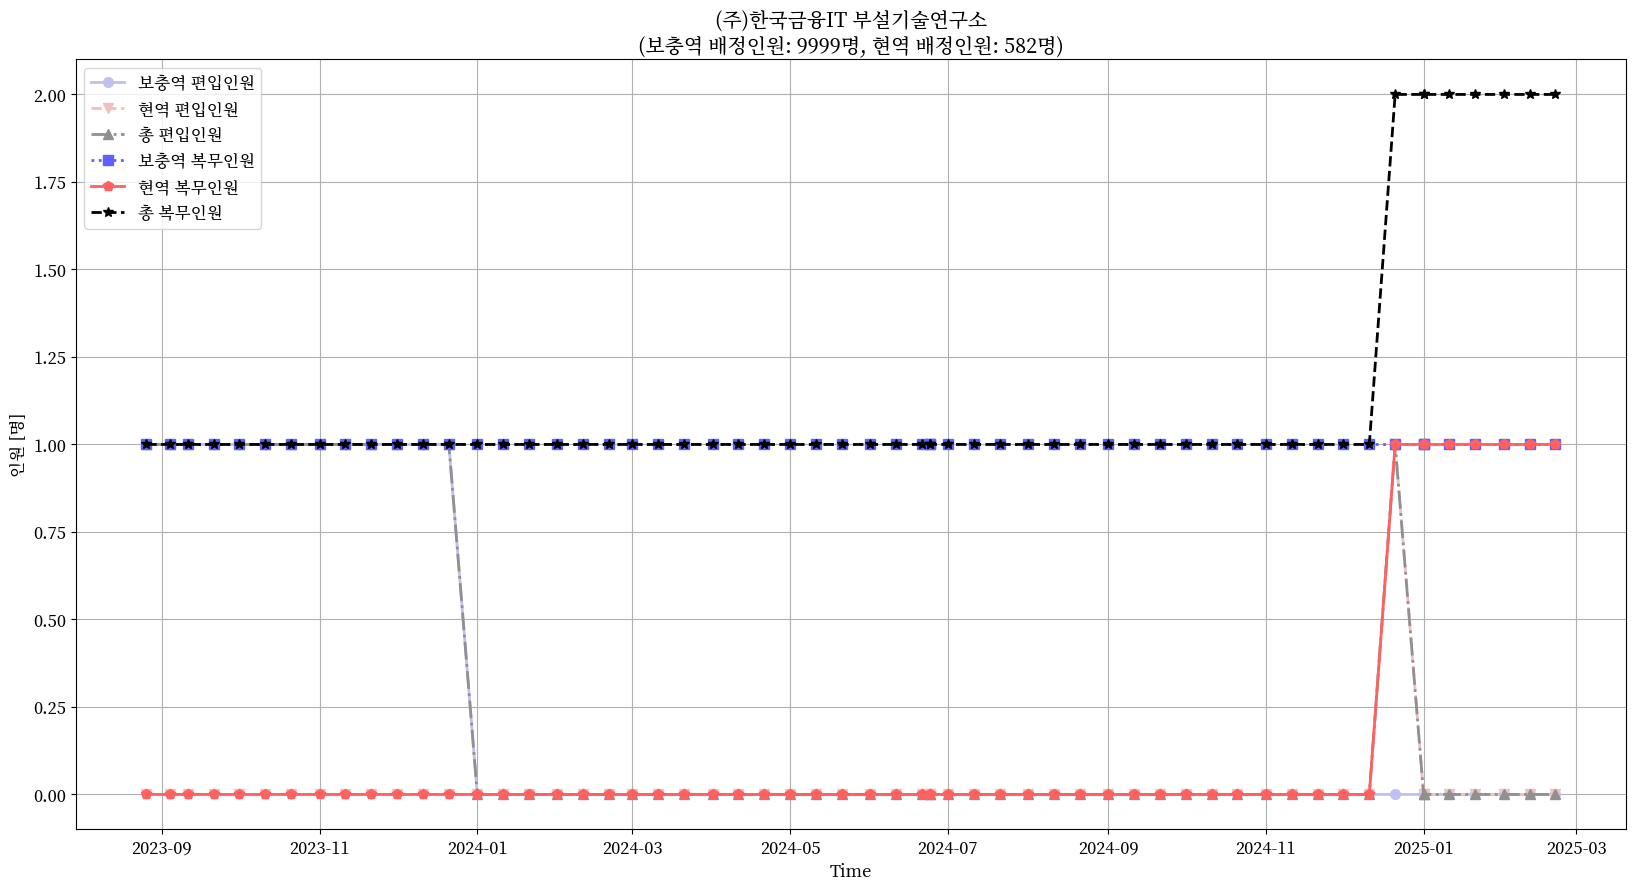 (주)한국금융IT 부설기술연구소
(보충역 배정인원: 9999명, 현역 배정인원: 582명)
보충역 편입인원
현역 편입인원
총 편입인원
보충역 복무인원
현역 복무인원
총 복무인원
2.00
1.75
1.50
1.25
1.00
0.75
0.50
0.25
0.00
인원 [명]
2023-09 2023-11 2024-01 2024-03 2024-05 2024-07 2024-09 2024-11 2025-01 2025-03
Time